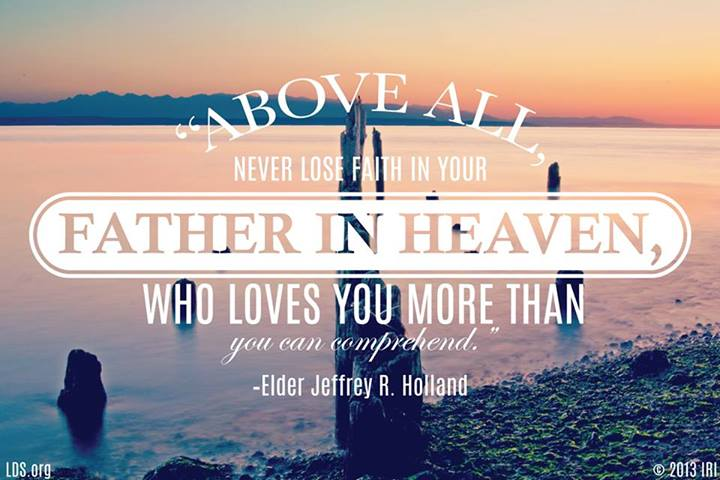 “ABOVE ALL,
NEVER LOSE FAITH IN YOUR
FATHER IN HEAVEN,
WHO LOVES YOU MORE THAN
you can comprehend.”
–Elder Jeffrey R. Holland
LDS.org
© 2013 IRI